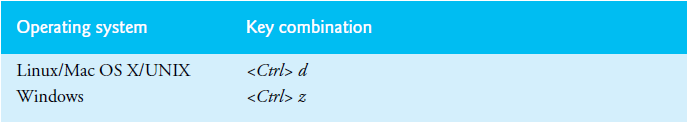 Operating system Key combination
Linux/Mac OS X/UNIX <Ctrl> d
Windows <Ctrl> z